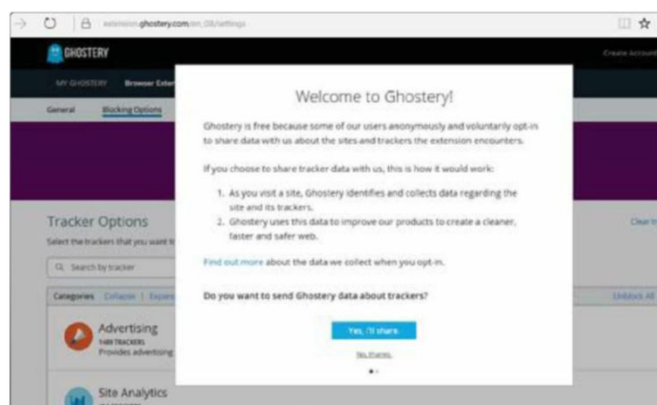 extension.ghostery.com/en_GB/settings
GHOSTERY
Create Account
MY GHOSTERY Browser Exten
General Blocking Options
Welcome to Ghostery!
Ghostery is free because some of our users anonymously and voluntarily opt-in
to share data with us about the sites and trackers the extension encounters.
If you choose to share tracker data with us, this is how it would work:
1. As you visit a site, Ghostery identifies and collects data regarding the
site and its trackers.
2. Ghostery uses this data to improve our products to create a cleaner,
faster and safer web.
Find out more about the data we collect when you opt-in.
Do you want to send Ghostery data about trackers?
Yes, I'll share.
No, thanks.
Tracker Options
Clear tr
Select the trackers that you want to
Search by tracker
Categories Collapse | Expan
Unblock All
Advertising
TRACKERS
Provides advertising
Site Analytics